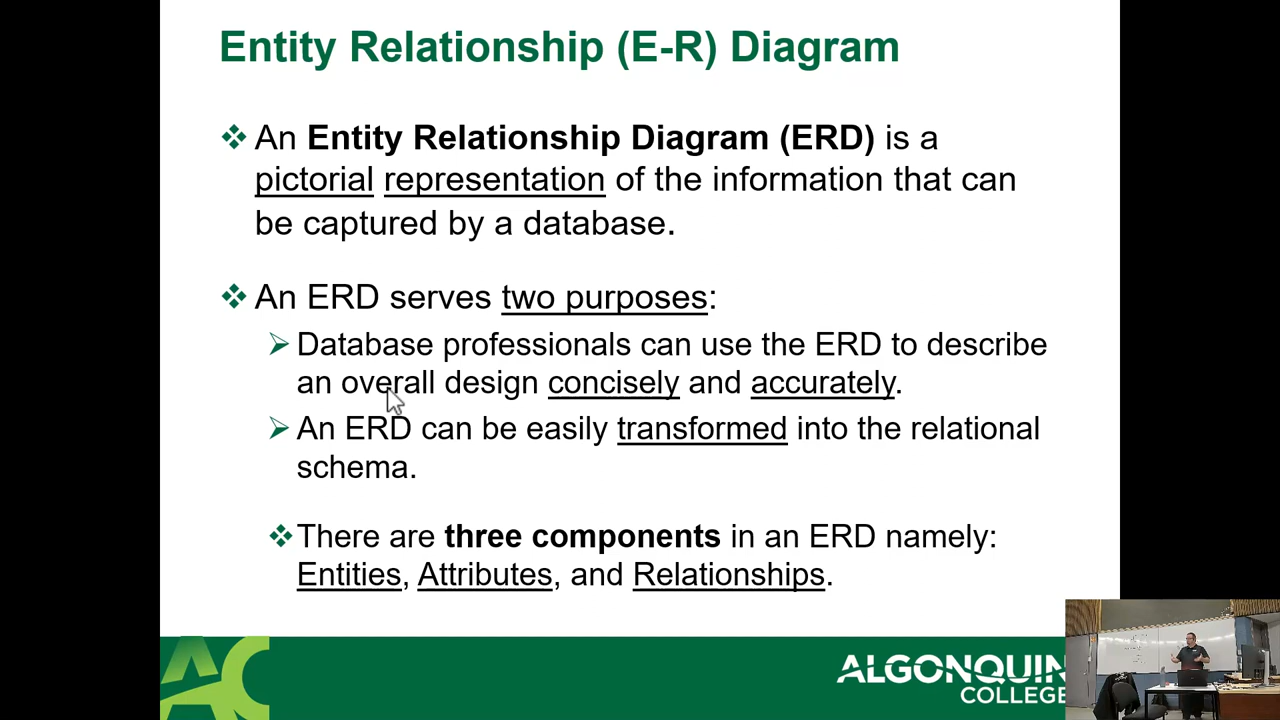 Entity Relationship (E-R) Diagram
An Entity Relationship Diagram (ERD) is a
pictorial representation of the information that can
be captured by a database.
An ERD serves two purposes:
Database professionals can use the ERD to describe
an overall design concisely and accurately.
An ERD can be easily transformed into the relational
schema.
There are three components in an ERD namely:
Entities, Attributes, and Relationships.
AC
ALGONQUIN
COLLEGE